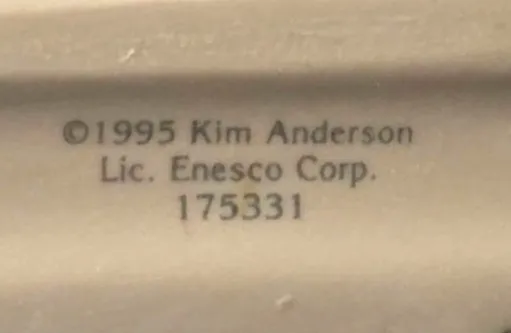 ©1995 Kim Anderson
Lic. Enesco Corp.
175331